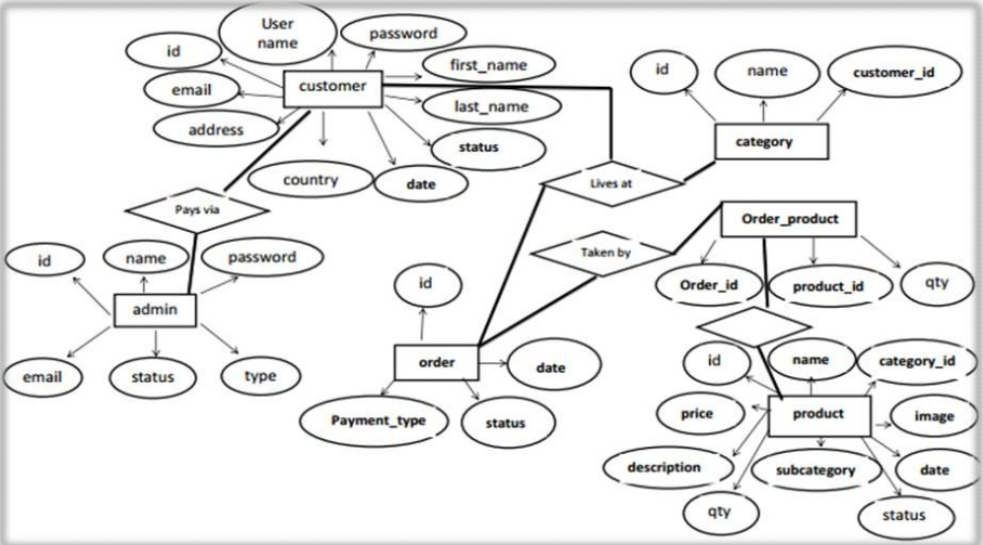 User
name
password
id
first_name
customer
email
last_name
address
status
country
date
id
name
customer_id
category
Lives at
Pays via
Order_product
Taken by
id
name
password
Order_id
product_id
qty
admin
id
order
date
email
status
type
Payment_type
status
id
name
category_id
price
product
image
description
subcategory
date
qty
status